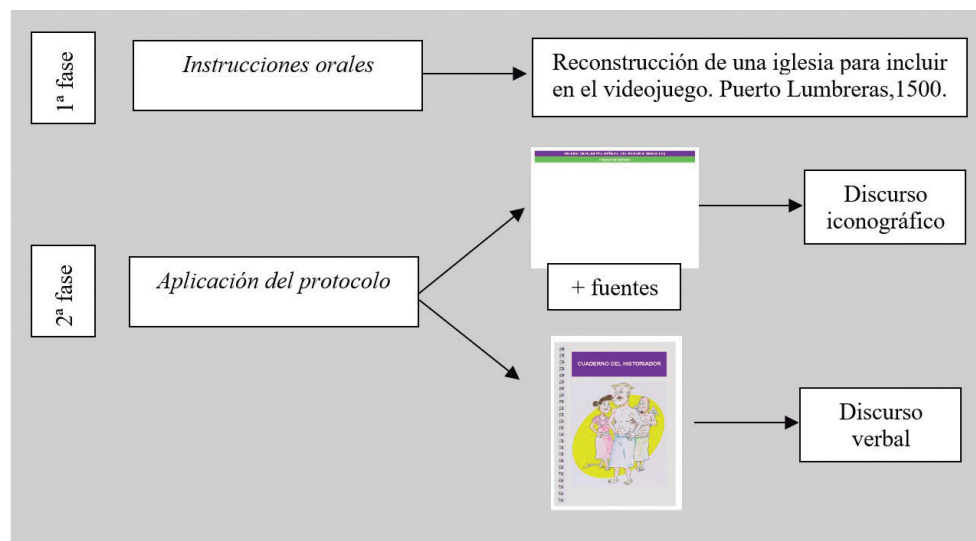 1ª fase
Instrucciones orales
Reconstrucción de una iglesia para incluir
en el videojuego. Puerto Lumbreras,1500.
2ª fase
Aplicación del protocolo
+ fuentes
Discurso
iconográfico
CUADERNO DEL HISTORIADOR
Discurso
verbal